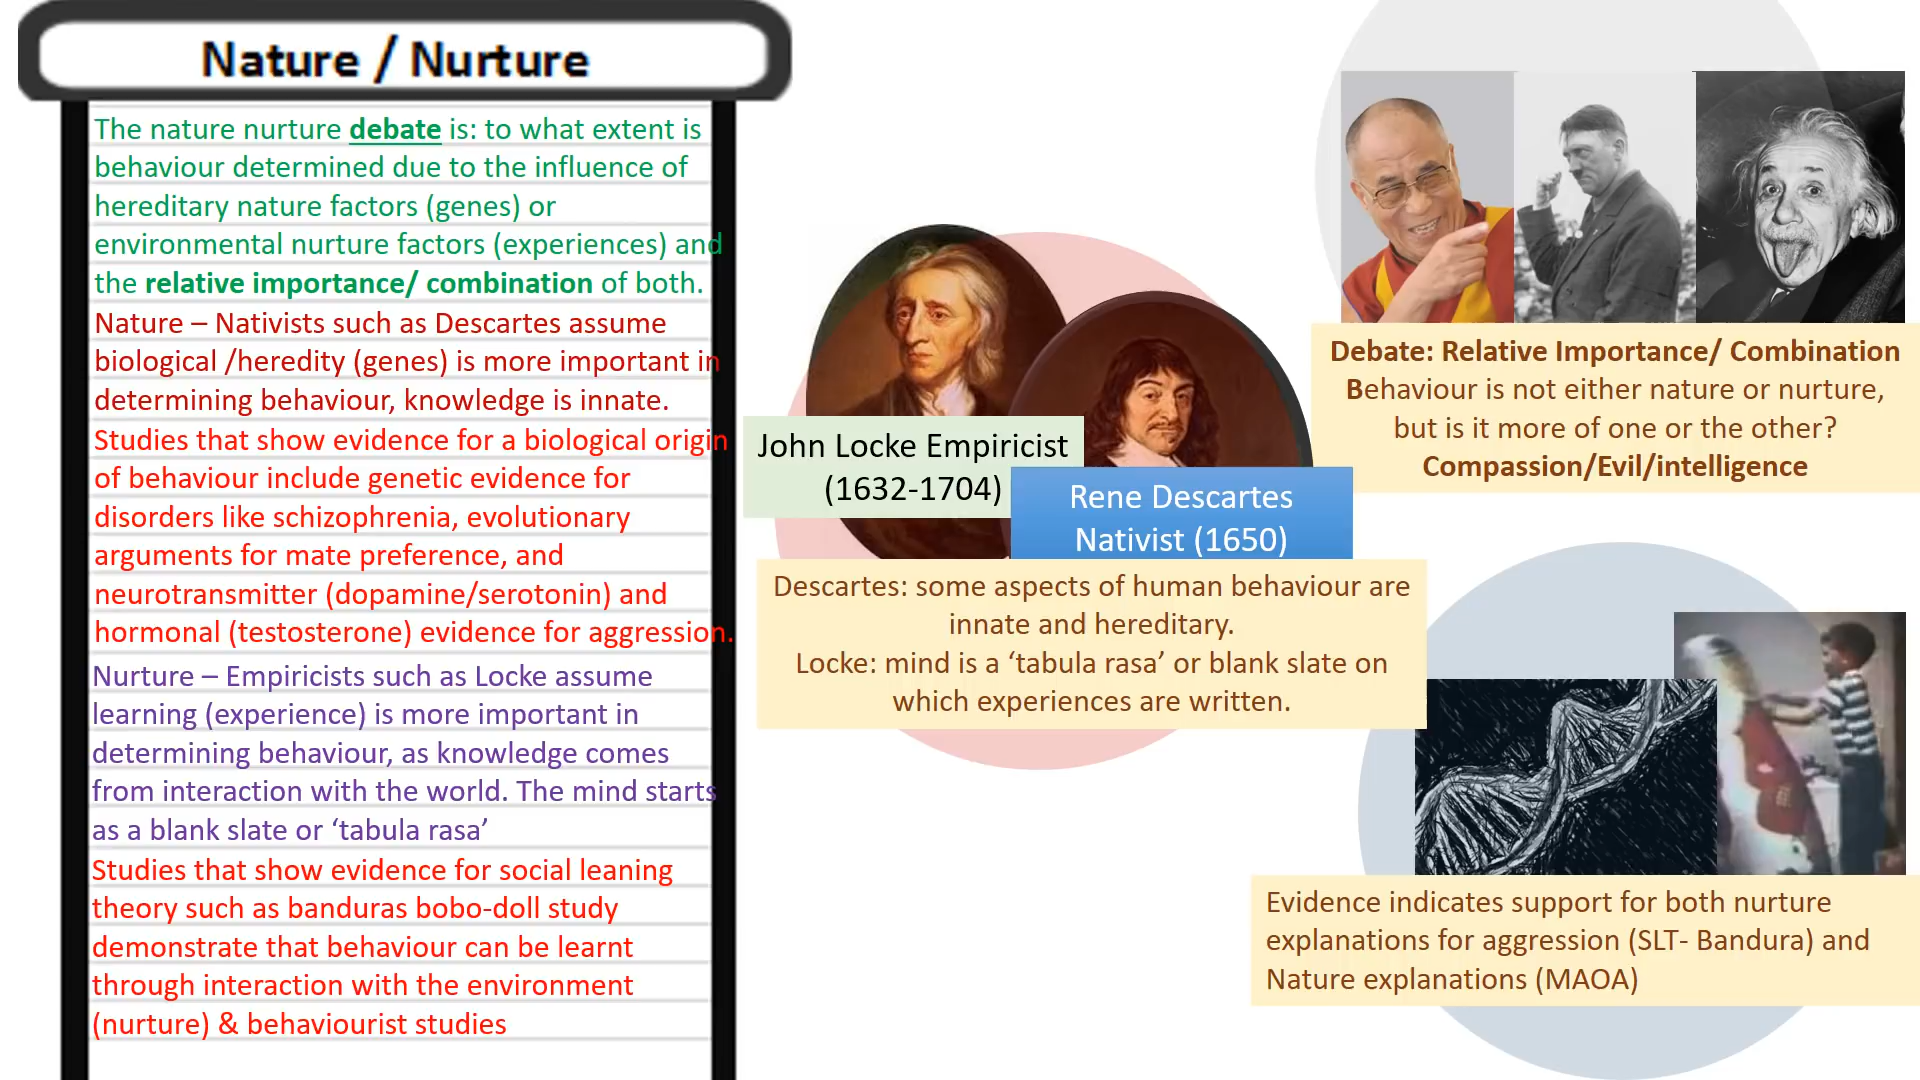 Nature / Nurture
The nature nurture debate is: to what extent is
behaviour determined due to the influence of
hereditary nature factors (genes) or
environmental nurture factors (experiences) and
the relative importance/ combination of both.
Nature – Nativists such as Descartes assume
biological /heredity (genes) is more important in
determining behaviour, knowledge is innate.
Studies that show evidence for a biological origin
of behaviour include genetic evidence for
disorders like schizophrenia, evolutionary
arguments for mate preference, and
neurotransmitter (dopamine/serotonin) and
hormonal (testosterone) evidence for aggression.
Nurture – Empiricists such as Locke assume
learning (experience) is more important in
determining behaviour, as knowledge comes
from interaction with the world. The mind starts
as a blank slate or ‘tabula rasa’
Studies that show evidence for social leaning
theory such as banduras bobo-doll study
demonstrate that behaviour can be learnt
through interaction with the environment
(nurture) & behaviourist studies
John Locke Empiricist
(1632-1704)
Rene Descartes
Nativist (1650)
Descartes: some aspects of human behaviour are
innate and hereditary.
Locke: mind is a ‘tabula rasa’ or blank slate on
which experiences are written.
Debate: Relative Importance/ Combination
Behaviour is not either nature or nurture,
but is it more of one or the other?
Compassion/Evil/intelligence
Evidence indicates support for both nurture
explanations for aggression (SLT- Bandura) and
Nature explanations (MAOA)